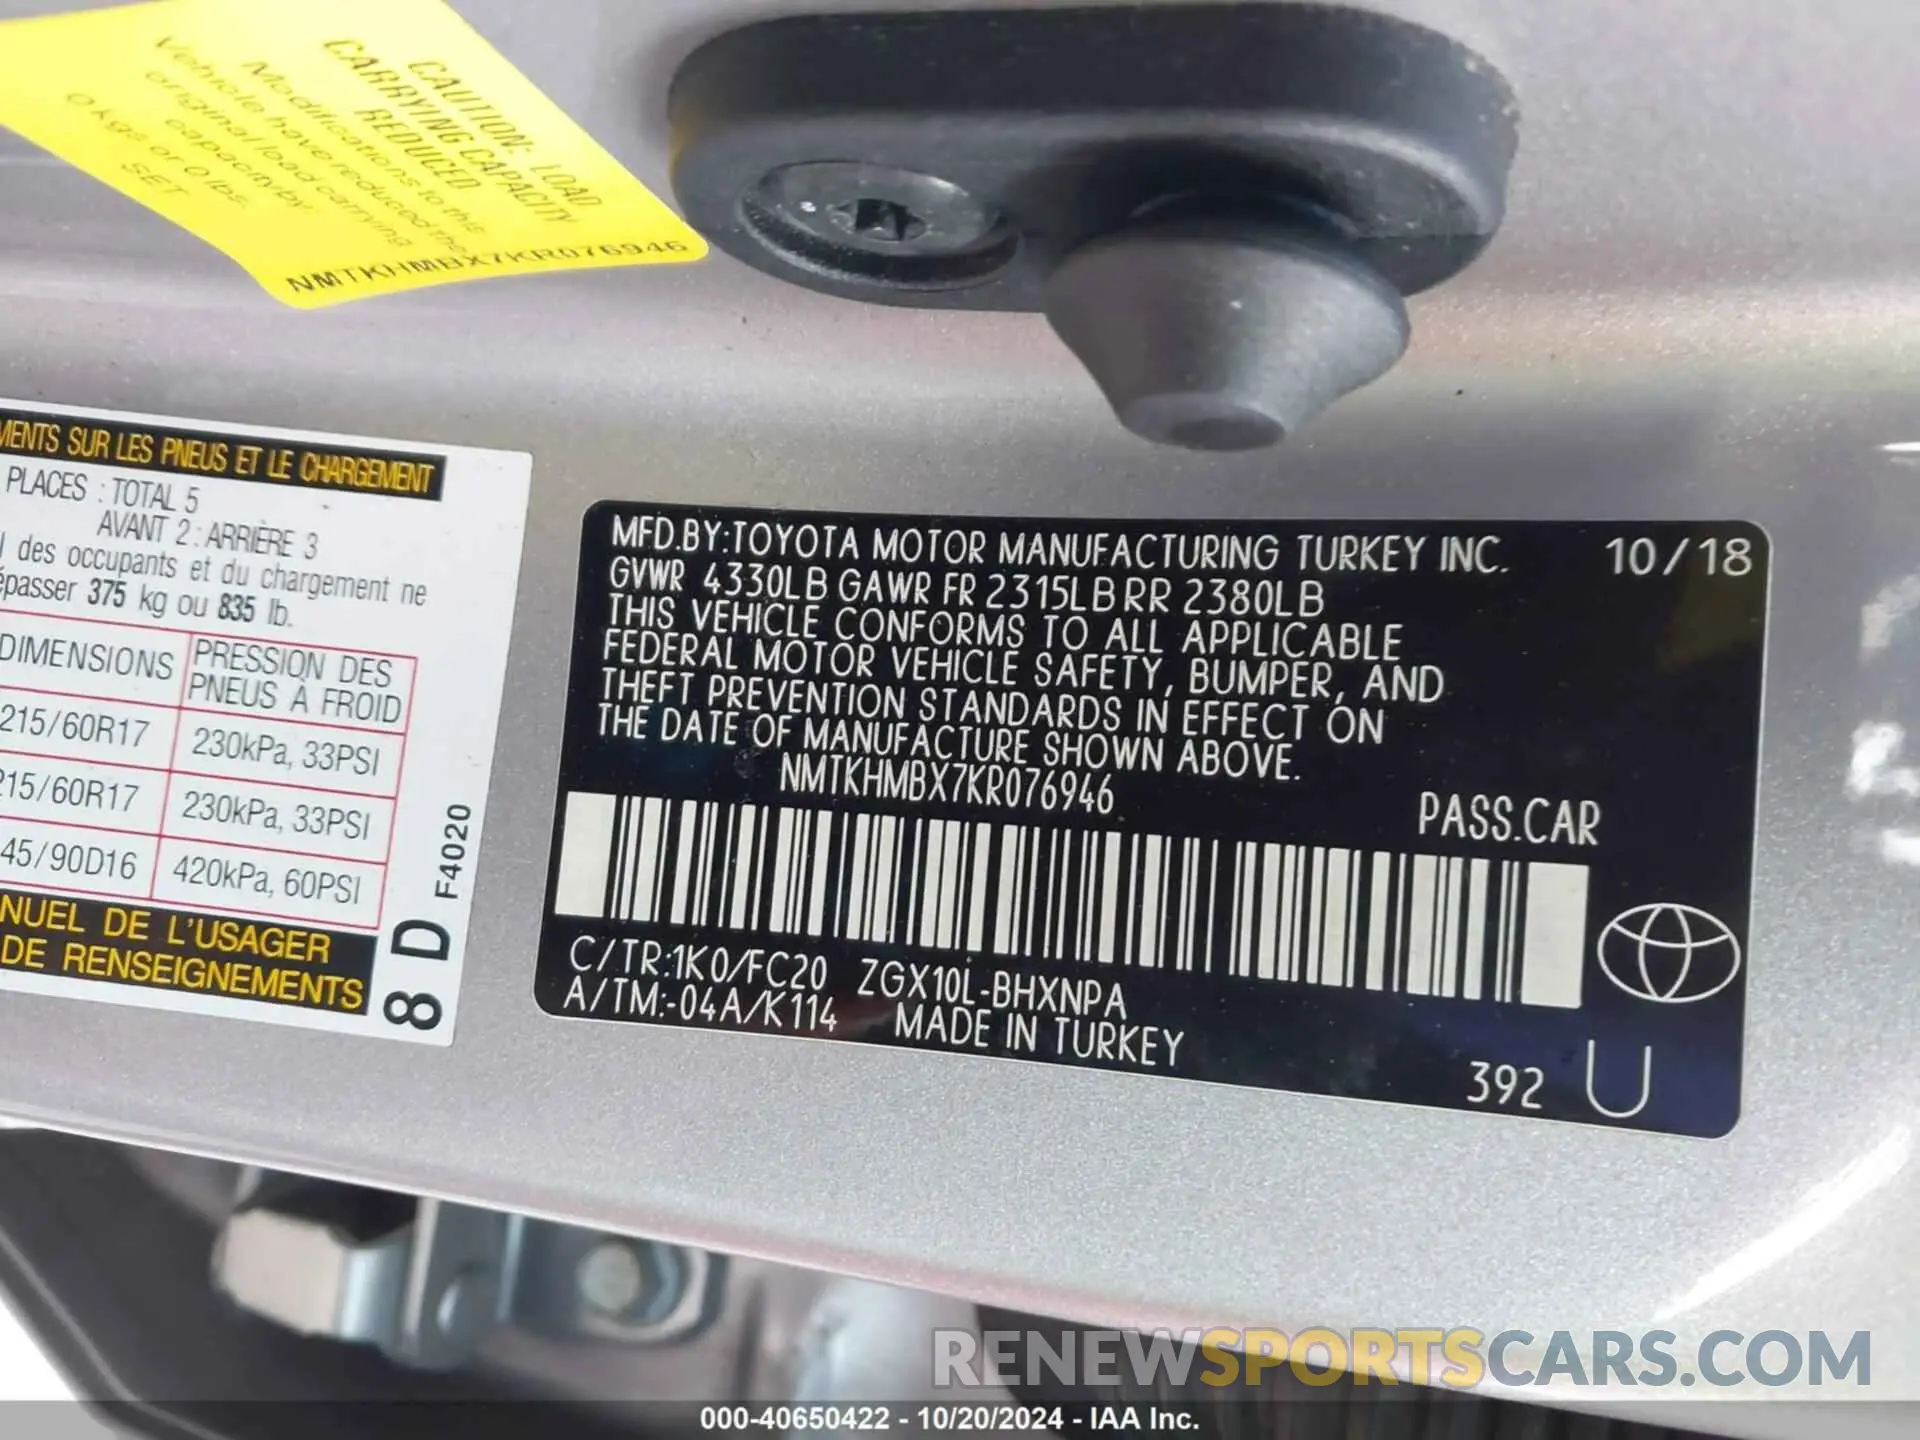 CAUTION: LOAD
CARRYING CAPACITY
REDUCED
Modifications to this
Vehicle have reduced the
original load carrying
capacity by
0 kgs or 0 lbs.
SET
NMTKHMBX7KR076946
MENTS SUR LES PNEUS ET LE CHARGEMENT
PLACES : TOTAL 5
AVANT 2 : ARRIÈRE 3
l des occupants et du chargement ne
épasser 375 kg ou 835 lb.
DIMENSIONS PRESSION DES
PNEUS À FROID
215/60R17 230kPa, 33PSI
215/60R17 230kPa, 33PSI
45/90D16 420kPa, 60PSI
NUEL DE L'USAGER
DE RENSEIGNEMENTS
8 D F4020
MFD.BY:TOYOTA MOTOR MANUFACTURING TURKEY INC. 10/18
GVWR 4330LB GAWR FR 2315LB RR 2380LB
THIS VEHICLE CONFORMS TO ALL APPLICABLE
FEDERAL MOTOR VEHICLE SAFETY, BUMPER, AND
THEFT PREVENTION STANDARDS IN EFFECT ON
THE DATE OF MANUFACTURE SHOWN ABOVE.
NMTKHMBX7KR076946
PASS.CAR
C/TR:1K0/FC20 ZGX10L-BHXNPA
A/TM:-04A/K114 MADE IN TURKEY
392 U
RENEWSPORTSCARS.COM
000-40650422 - 10/20/2024 - IAA Inc.